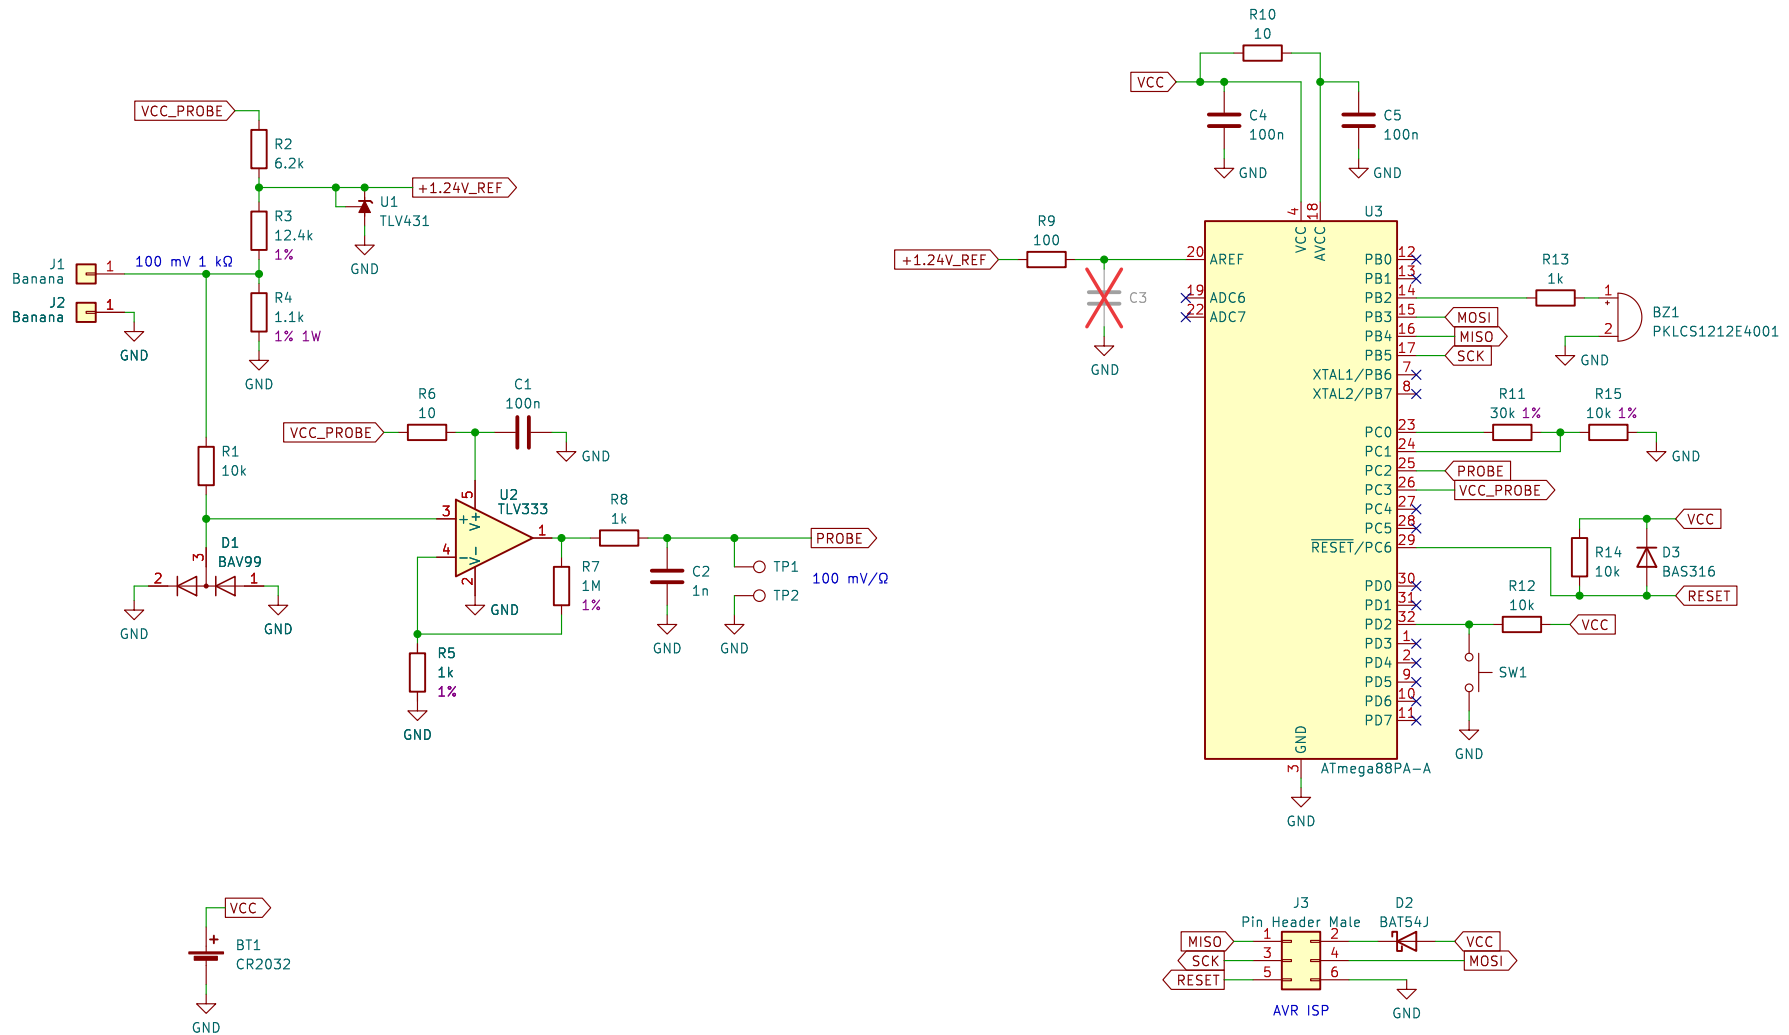 VCC_PROBE
R2
6.2k
+1.24V_REF
U1
TLV431
GND
R3
12.4k
1%
J1
Banana
1
100 mV 1 kΩ
J2
Banana
1
GND
R4
1.1k
1% 1W
GND
R1
10k
VCC_PROBE
R6
10
C1
100n
GND
U2
TLV333
5
3
4
2
1
+
-
V+
V-
GND
D1
BAV99
3
2
1
GND
GND
R8
1k
R7
1M
1%
R5
1k
1%
GND
C2
1n
GND
PROBE
TP1
TP2
100 mV/Ω
GND
VCC
BT1
CR2032
+
GND
R10
10
VCC
C4
100n
GND
C5
100n
GND
+1.24V_REF
R9
100
C3
GND
U3
ATmega88PA-A
4
VCC
18
AVCC
20
AREF
19
ADC6
22
ADC7
PB0
12
PB1
13
PB2
14
PB3
15
PB4
16
PB5
17
XTAL1/PB6
7
XTAL2/PB7
8
PC0
23
PC1
24
PC2
25
PC3
26
PC4
27
PC5
28
RESET/PC6
29
PD0
30
PD1
31
PD2
32
PD3
1
PD4
2
PD5
9
PD6
10
PD7
11
GND
3
GND
R13
1k
1
+
2
BZ1
PKLCS1212E4001
GND
MOSI
MISO
SCK
R11
30k 1%
R15
10k 1%
GND
PROBE
VCC_PROBE
VCC
R14
10k
D3
BAS316
RESET
R12
10k
VCC
SW1
GND
J3
Pin Header Male
D2
BAT54J
MISO
1
2
VCC
SCK
3
4
MOSI
RESET
5
6
GND
AVR ISP